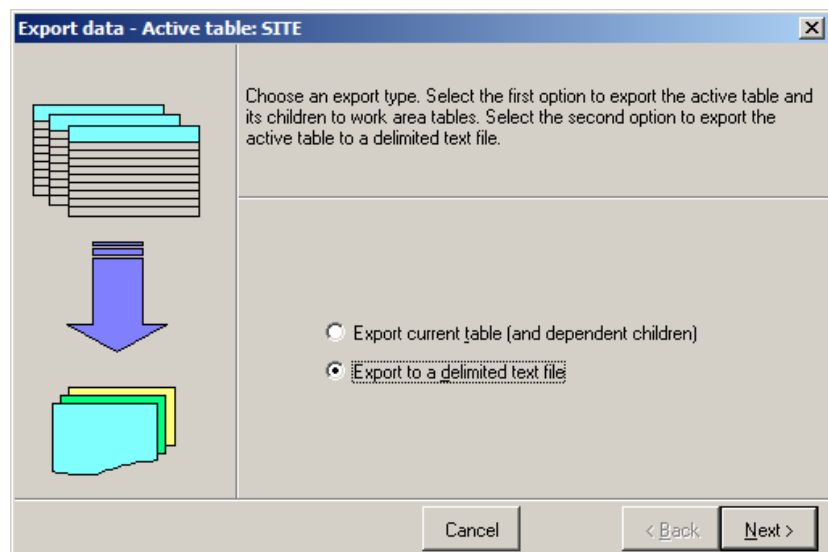 Export data - Active table: SITE
Choose an export type. Select the first option to export the active table and
its children to work area tables. Select the second option to export the
active table to a delimited text file.
Export current table (and dependent children)
Export to a delimited text file
Cancel
< Back
Next >